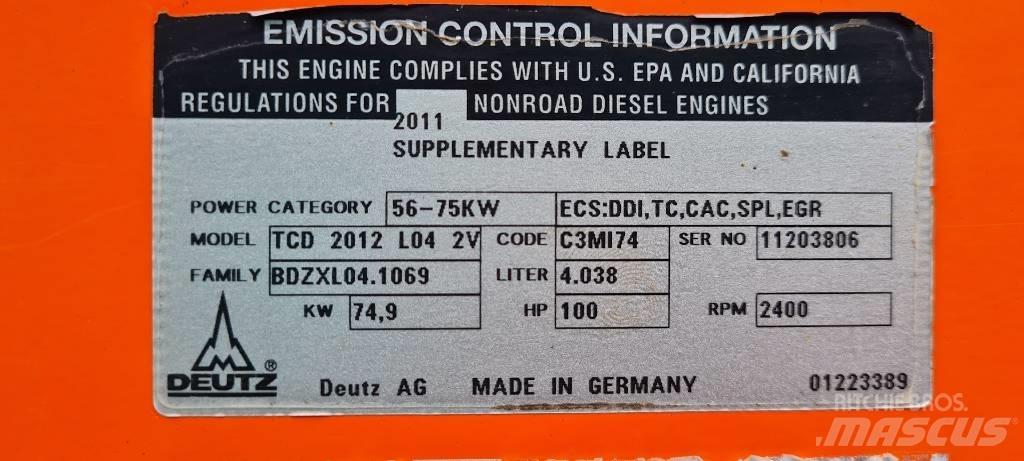 EMISSION CONTROL INFORMATION
THIS ENGINE COMPLIES WITH U.S. EPA AND CALIFORNIA
REGULATIONS FOR NONROAD DIESEL ENGINES
2011
SUPPLEMENTARY LABEL
POWER CATEGORY 56-75KW ECS:DDI,TC,CAC,SPL,EGR
MODEL TCD 2012 L04 2V CODE C3MI74 SER NO 11203806
FAMILY BDZXL04.1069 LITER 4.038
KW 74,9 HP 100 RPM 2400
DEUTZ ® Deutz AG MADE IN GERMANY 01223389
RITCHIE BROS.
MASCUS